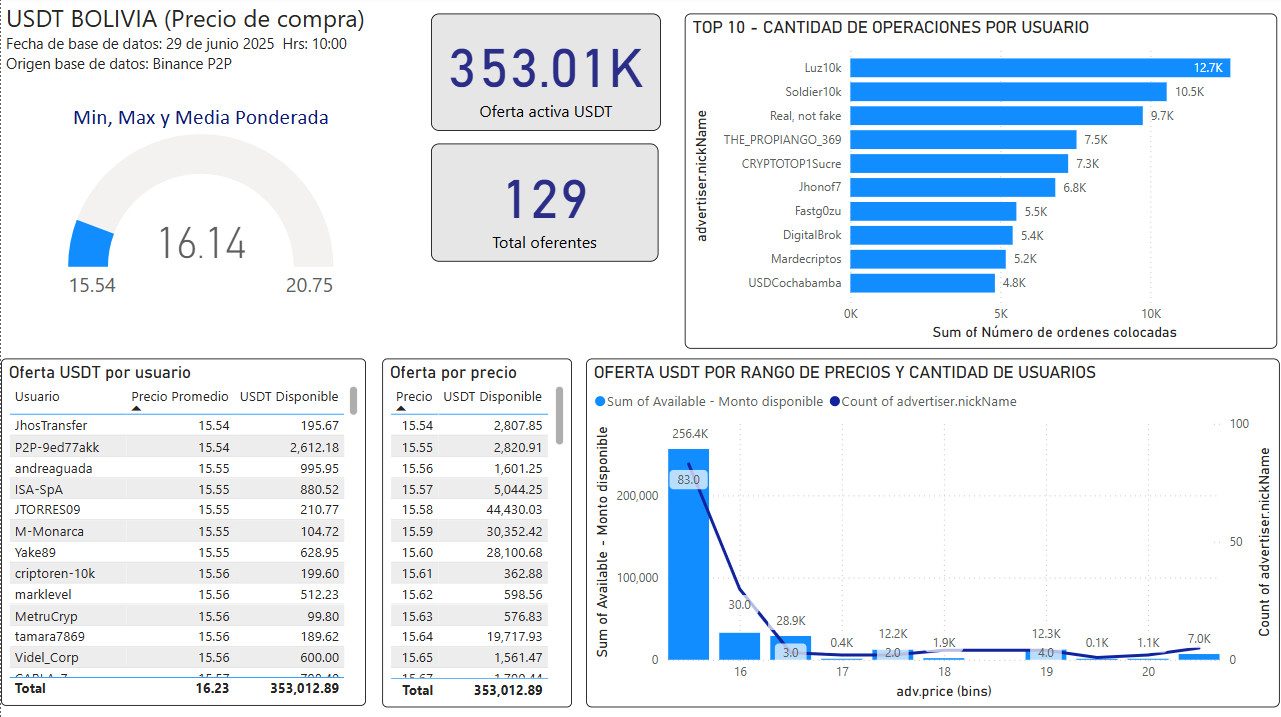 USDT BOLIVIA (Precio de compra)
Fecha de base de datos: 29 de junio 2025 Hrs: 10:00
Origen base de datos: Binance P2P
Min, Max y Media Ponderada
16.14
15.54
20.75
353.01K
Oferta activa USDT
129
Total oferentes
TOP 10 - CANTIDAD DE OPERACIONES POR USUARIO
advertiser.nickName
Luz10k 12.7K
Soldier10k 10.5K
Real, not fake 9.7K
THE_PROPIANGO_369 7.5K
CRYPTOTOP1Sucre 7.3K
Jhonof7 6.8K
Fastg0zu 5.5K
DigitalBrok 5.4K
Mardecriptos 5.2K
USDCochabamba 4.8K
0K 5K 10K
Sum of Número de ordenes colocadas
Oferta USDT por usuario
Usuario Precio Promedio USDT Disponible
JhosTransfer 15.54 195.67
P2P-9ed77akk 15.54 2,612.18
andreaguada 15.55 995.95
ISA-SpA 15.55 880.52
JTORRES09 15.55 210.77
M-Monarca 15.55 104.72
Yake89 15.55 628.95
criptoren-10k 15.56 199.60
marklevel 15.56 512.23
MetruCryp 15.56 99.80
tamara7869 15.56 189.62
Videl_Corp 15.56 600.00
Total 16.23 353,012.89
Oferta por precio
Precio USDT Disponible
15.54 2,807.85
15.55 2,820.91
15.56 1,601.25
15.57 5,044.25
15.58 44,430.03
15.59 30,352.42
15.60 28,100.68
15.61 362.88
15.62 598.56
15.63 576.83
15.64 19,717.93
15.65 1,561.47
Total 353,012.89
OFERTA USDT POR RANGO DE PRECIOS Y CANTIDAD DE USUARIOS
Sum of Available - Monto disponible Count of advertiser.nickName
Sum of Available - Monto disponible
200,000
100,000
0
256.4K
83.0
30.0
28.9K
3.0
0.4K
12.2K
2.0
1.9K
12.3K
4.0
0.1K
1.1K
7.0K
100
50
0
Count of advertiser.nickName
16 17 18 19 20
adv.price (bins)